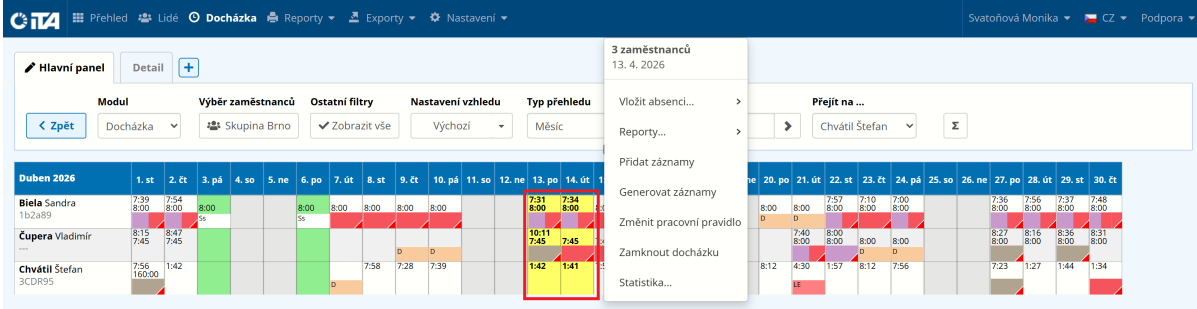 iTA Přehled Lidé Docházka Reporty Exporty Nastavení Svatoňová Monika CZ Podpora
3 zaměstnanců
13. 4. 2026
Vložit absenci...
Reporty...
Přidat záznamy
Generovat záznamy
Změnit pracovní pravidlo
Zamknout docházku
Statistika...
Hlavní panel Detail +
Modul Výběr zaměstnanců Ostatní filtry Nastavení vzhledu Typ přehledu Přejít na ...
Zpět Docházka Skupina Brno Zobrazit vše Výchozí Měsíc Chvátil Štefan Σ
Duben 2026 1. st 2. čt 3. pá 4. so 5. ne 6. po 7. út 8. st 9. čt 10. pá 11. so 12. ne 13. po 14. út 20. po 21. út 22. st 23. čt 24. pá 25. so 26. ne 27. po 28. út 29. st 30. čt
7:39 7:54 7:31 7:34 7:57 7:10 7:00 7:36 7:56 7:37 7:48
Biela Sandra 8:00 8:00 8:00 8:00 8:00 8:00 8:00 8:00 8:00 8:00 8:00 8:00 8:00 8:00 8:00 8:00 8:00 8:00 8:00
1b2a89 Ss Ss D D
8:15 8:47 10:11 7:40 8:00 8:27 8:16 8:36 8:31
Čupera Vladimír 7:45 7:45 7:45 7:45 8:00 8:00 8:00 8:00 8:00 8:00 8:00 8:00
--- D D D D
Chvátil Štefan 7:56 1:42 7:58 7:28 7:39 1:42 1:41 8:12 4:30 1:57 8:12 7:56 7:23 1:27 1:44 1:34
160:00
3CDR95 D LE